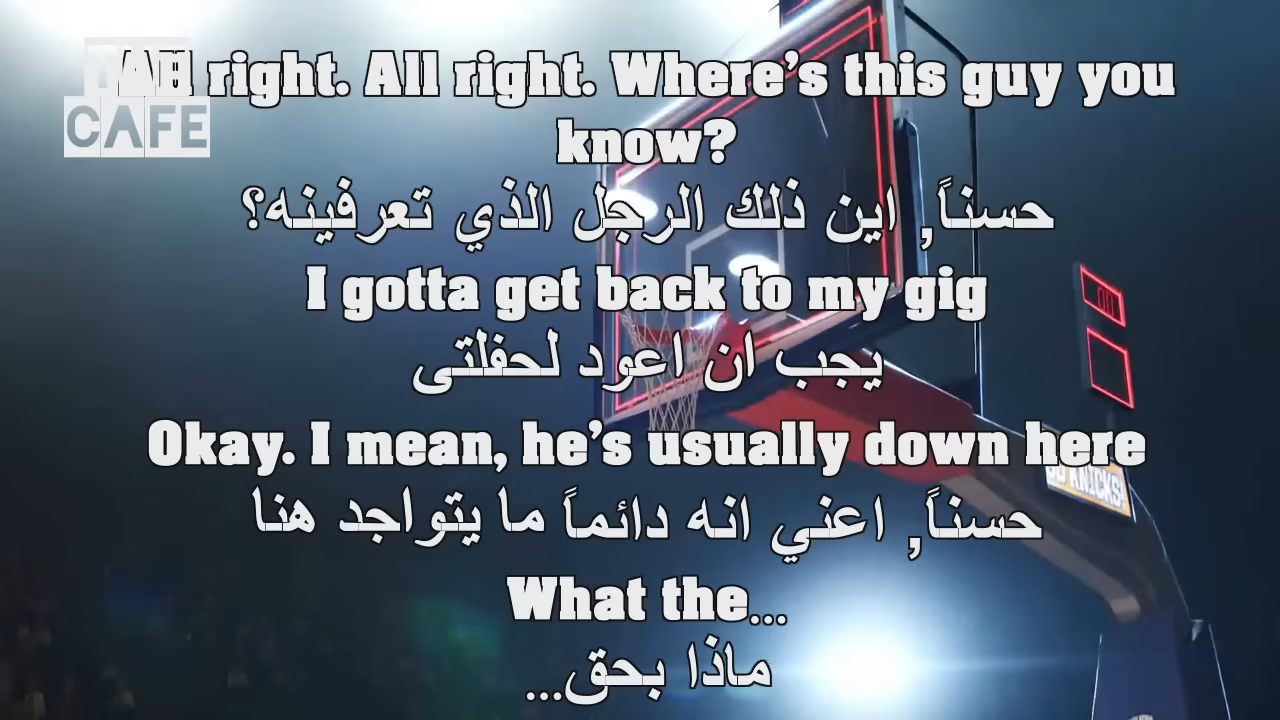 THE
CAFE
All right. All right. Where's this guy you
know?
حسناً, اين ذلك الرجل الذي تعرفينه؟
I gotta get back to my gig
يجب ان اعود لحفلتى
Okay. I mean, he's usually down here
حسناً, اعني انه دائماً ما يتواجد هنا
What the...
ماذا بحق...
KNICKS